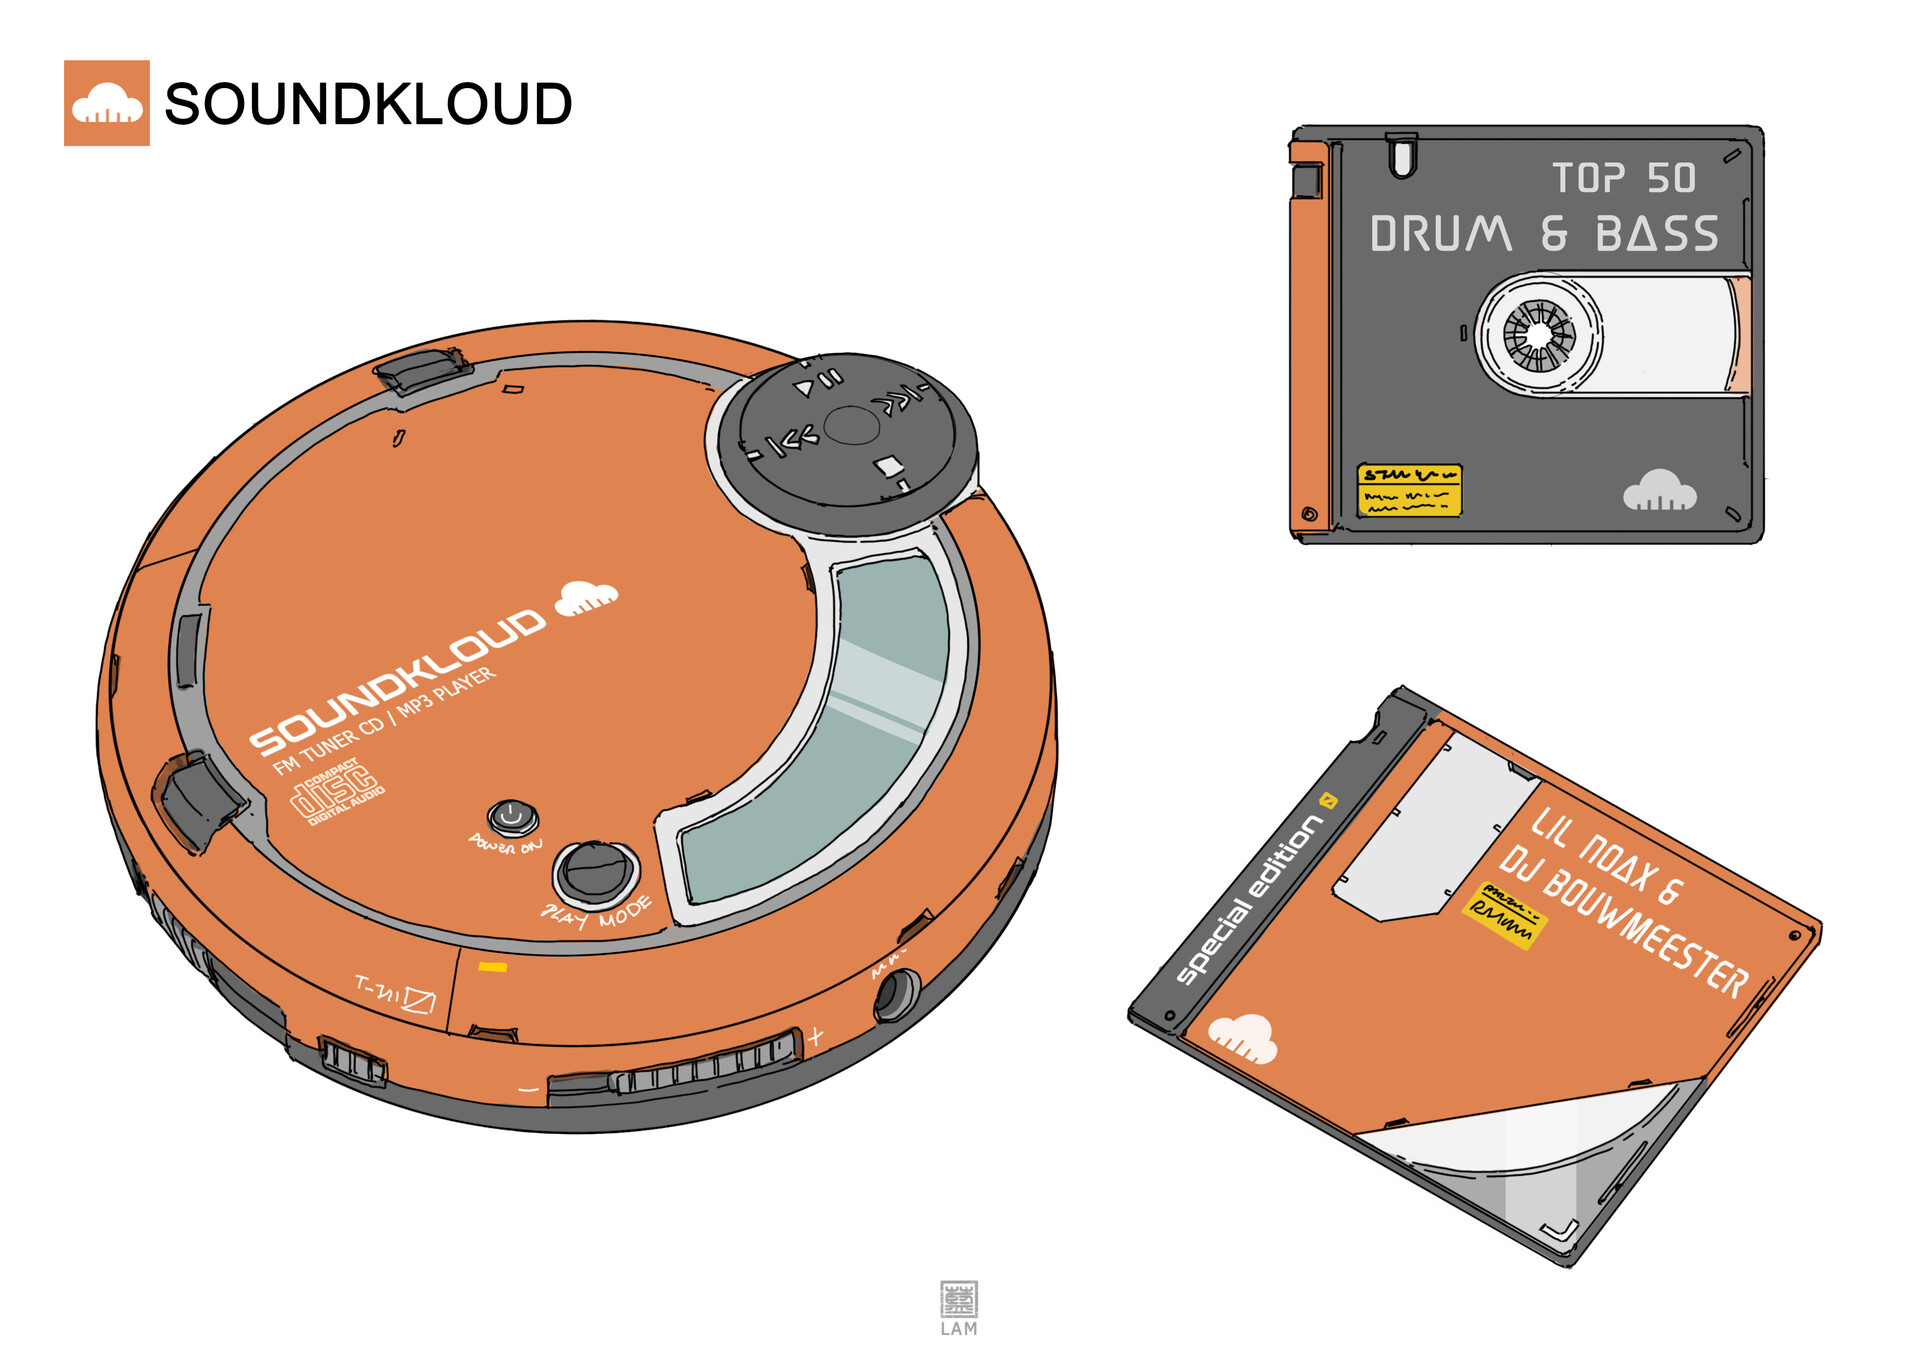 SOUNDKLOUD
SOUNDKLOUD
FM TUNER CD / MP3 PLAYER
COMPACT
disc
DIGITAL AUDIO
POWER ON
PLAY MODE
TOP 50
DRUM & BASS
special edition
LIL NOAX &
DJ BOUWMEESTER
LAM